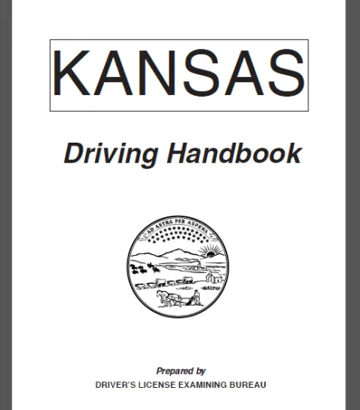 KANSAS
Driving Handbook
AD ASTRA PER ASPERA
Prepared by
DRIVER'S LICENSE EXAMINING BUREAU